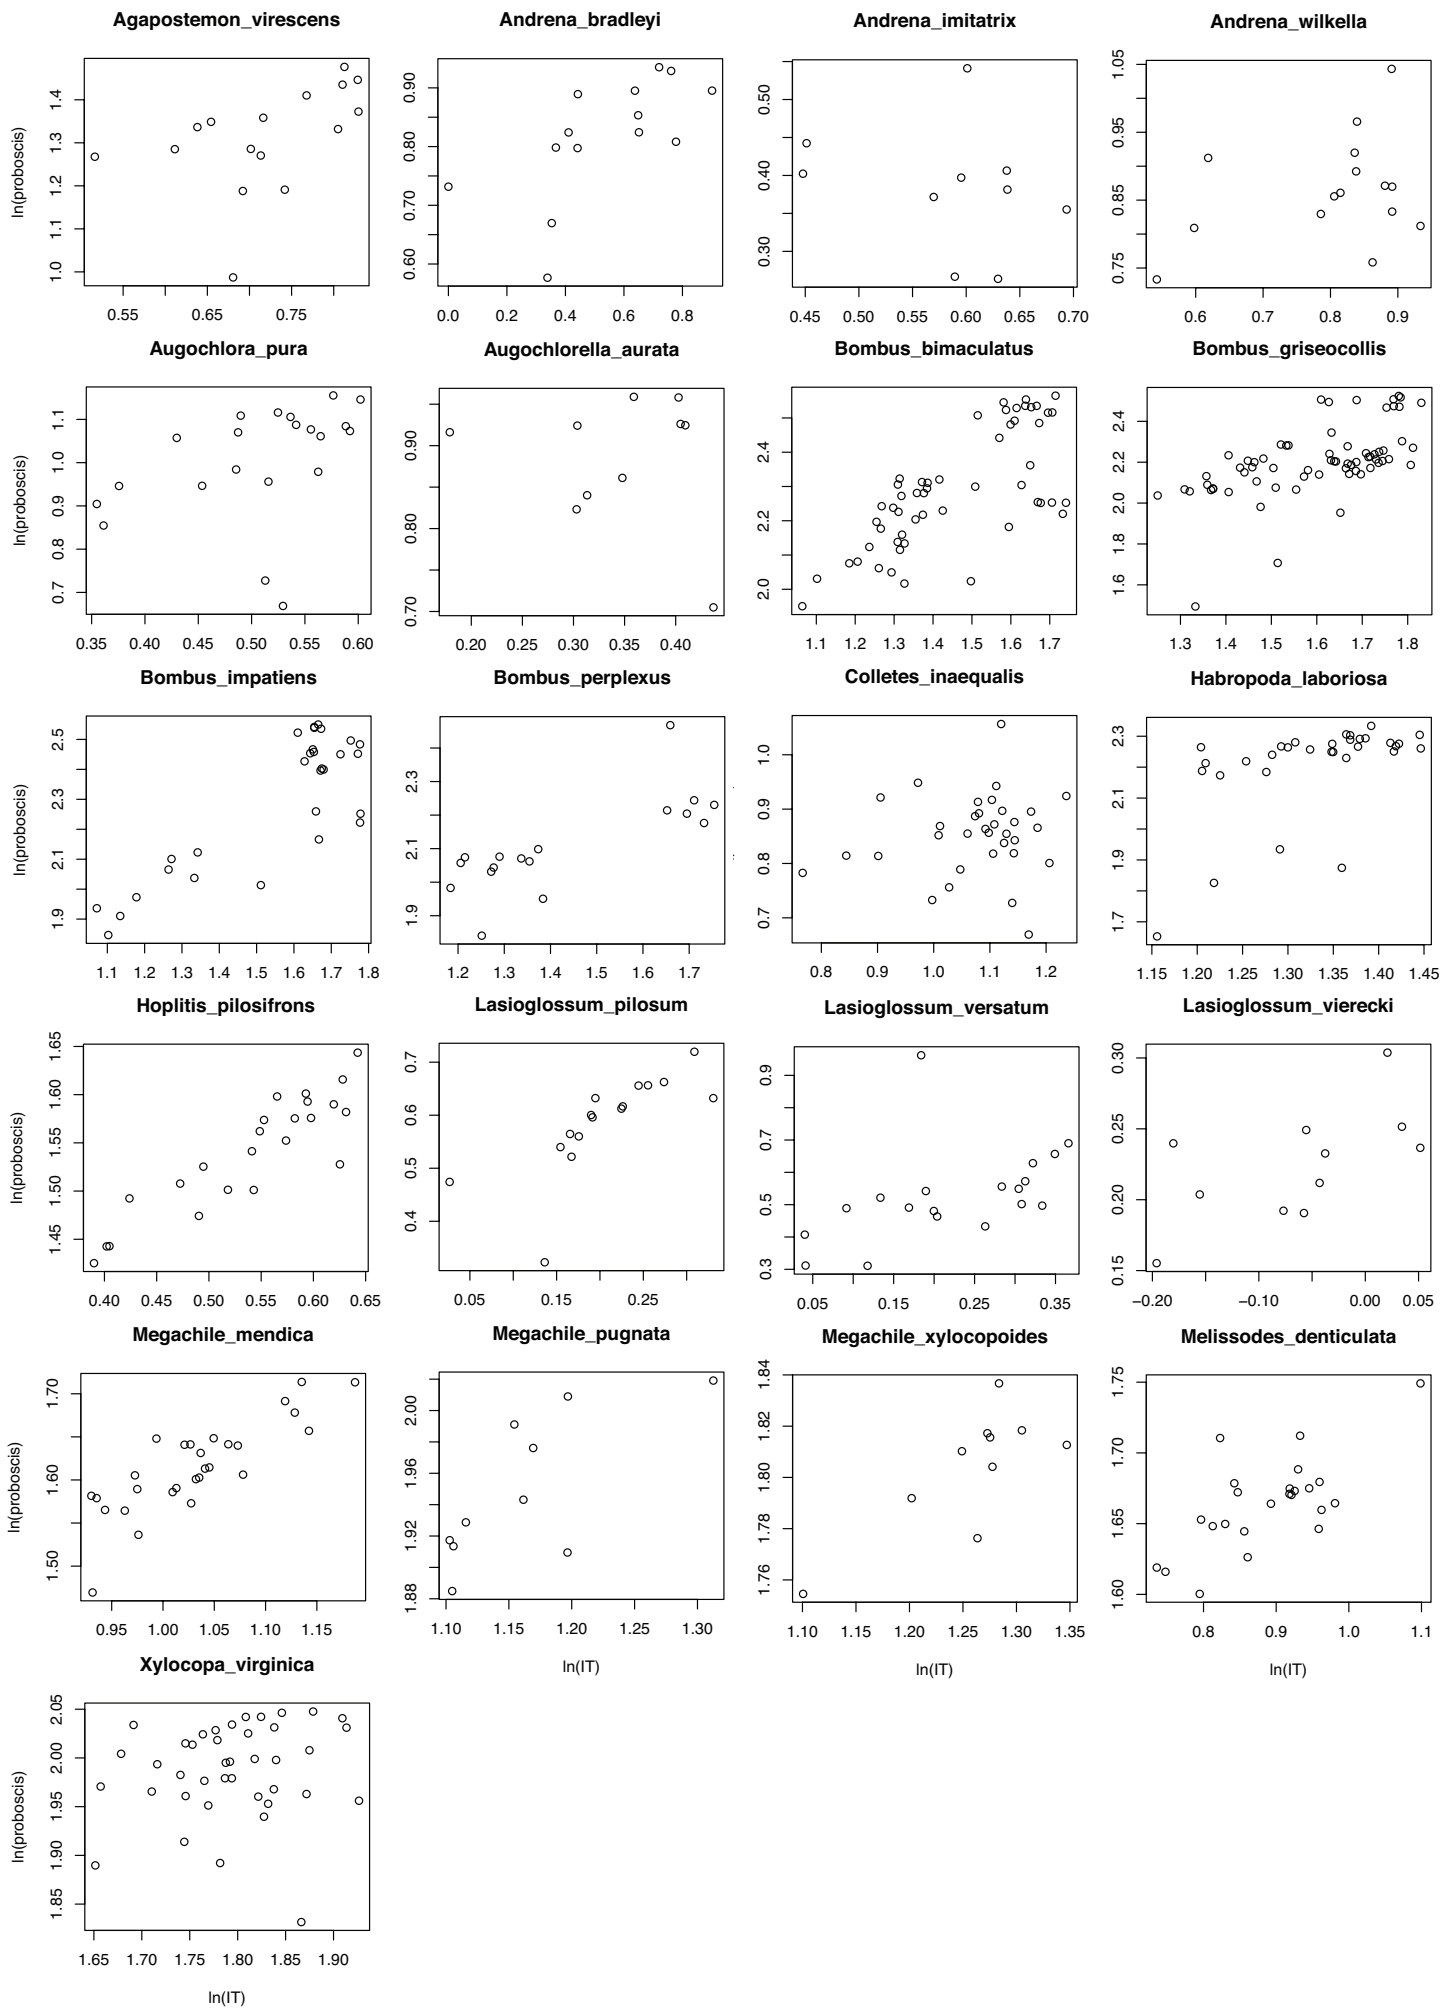 Agapostemon_virescens
Andrena_bradleyi
Andrena_imitatrix
Andrena_wilkella
ln(proboscis)
1.0 1.1 1.2 1.3 1.4
0.55 0.65 0.75
0.60 0.70 0.80 0.90
0.0 0.2 0.4 0.6 0.8
0.30 0.40 0.50
0.45 0.50 0.55 0.60 0.65 0.70
0.75 0.85 0.95 1.05
0.6 0.7 0.8 0.9
Augochlora_pura
Augochlorella_aurata
Bombus_bimaculatus
Bombus_griseocollis
ln(proboscis)
0.7 0.8 0.9 1.0 1.1
0.35 0.40 0.45 0.50 0.55 0.60
0.70 0.80 0.90
0.20 0.25 0.30 0.35 0.40
2.0 2.2 2.4
1.1 1.2 1.3 1.4 1.5 1.6 1.7
1.6 1.8 2.0 2.2 2.4
1.3 1.4 1.5 1.6 1.7 1.8
Bombus_impatiens
Bombus_perplexus
Colletes_inaequalis
Habropoda_laboriosa
ln(proboscis)
1.9 2.1 2.3 2.5
1.1 1.2 1.3 1.4 1.5 1.6 1.7 1.8
1.9 2.1 2.3
1.2 1.3 1.4 1.5 1.6 1.7
0.7 0.8 0.9 1.0
0.8 0.9 1.0 1.1 1.2
1.7 1.9 2.1 2.3
1.15 1.20 1.25 1.30 1.35 1.40 1.45
Hoplitis_pilosifrons
Lasioglossum_pilosum
Lasioglossum_versatum
Lasioglossum_vierecki
ln(proboscis)
1.45 1.50 1.55 1.60 1.65
0.40 0.45 0.50 0.55 0.60 0.65
0.4 0.5 0.6 0.7
0.05 0.15 0.25
0.3 0.5 0.7 0.9
0.05 0.15 0.25 0.35
0.15 0.20 0.25 0.30
−0.20 −0.10 0.00 0.05
Megachile_mendica
Megachile_pugnata
Megachile_xylocopoides
Melissodes_denticulata
ln(proboscis)
1.50 1.60 1.70
0.95 1.00 1.05 1.10 1.15
1.88 1.92 1.96 2.00
1.10 1.15 1.20 1.25 1.30
ln(IT)
1.76 1.78 1.80 1.82 1.84
1.10 1.15 1.20 1.25 1.30 1.35
ln(IT)
1.60 1.65 1.70 1.75
0.8 0.9 1.0 1.1
ln(IT)
Xylocopa_virginica
ln(proboscis)
1.85 1.90 1.95 2.00 2.05
1.65 1.70 1.75 1.80 1.85 1.90
ln(IT)